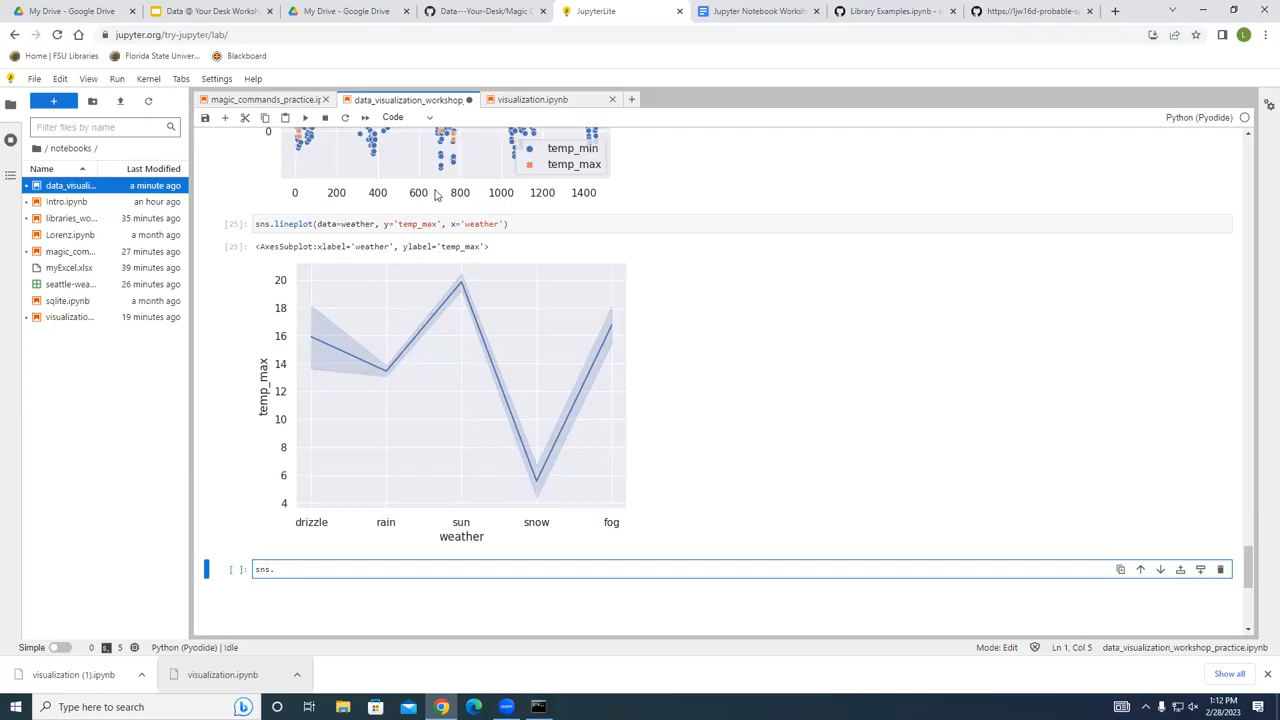 My Drive - Google Drive
Data @ Your Desk Workshop
My Drive - Google Drive
Data---Your-Desk/Magic C
JupyterLite
Jupyter Notebook Worksh
Library Examples.ipynb -
https://ljw16d-probable-s
jupyter.org/try-jupyter/lab/
L
Home | FSU Libraries
Florida State Univer...
Blackboard
File Edit View Run Kernel Tabs Settings Help
magic_commands_practice.ip
data_visualization_workshop_
visualization.ipynb
Filter files by name
Code
Python (Pyodide)
/ notebooks /
Name
Last Modified
data_visuali...
a minute ago
Intro.ipynb
an hour ago
libraries_wo...
35 minutes ago
Lorenz.ipynb
a month ago
magic_com...
27 minutes ago
myExcel.xlsx
39 minutes ago
seattle-wea...
26 minutes ago
sqlite.ipynb
a month ago
visualizatio...
19 minutes ago
0
temp_min
temp_max
0 200 400 600 800 1000 1200 1400
[25]: sns.lineplot(data=weather, y='temp_max', x='weather')
[25]: <AxesSubplot:xlabel='weather', ylabel='temp_max'>
20
18
16
14
12
10
8
6
4
temp_max
drizzle rain sun snow fog
weather
[ ]: sns.
Simple
0
5
Python (Pyodide) | Idle
Mode: Edit
Ln 1, Col 5
data_visualization_workshop_practice.ipynb
visualization (1).ipynb
visualization.ipynb
Show all
Type here to search
1:12 PM
2/28/2023